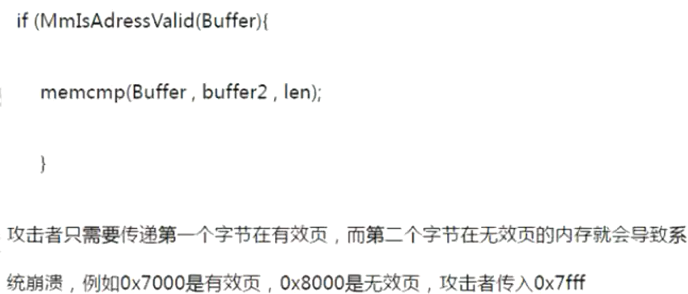 if (MmIsAdressValid(Buffer){
memcmp(Buffer , buffer2 , len);
}
攻击者只需要传递第一个字节在有效页，而第二个字节在无效页的内存就会导致系
统崩溃，例如0x7000是有效页，0x8000是无效页，攻击者传入0x7fff